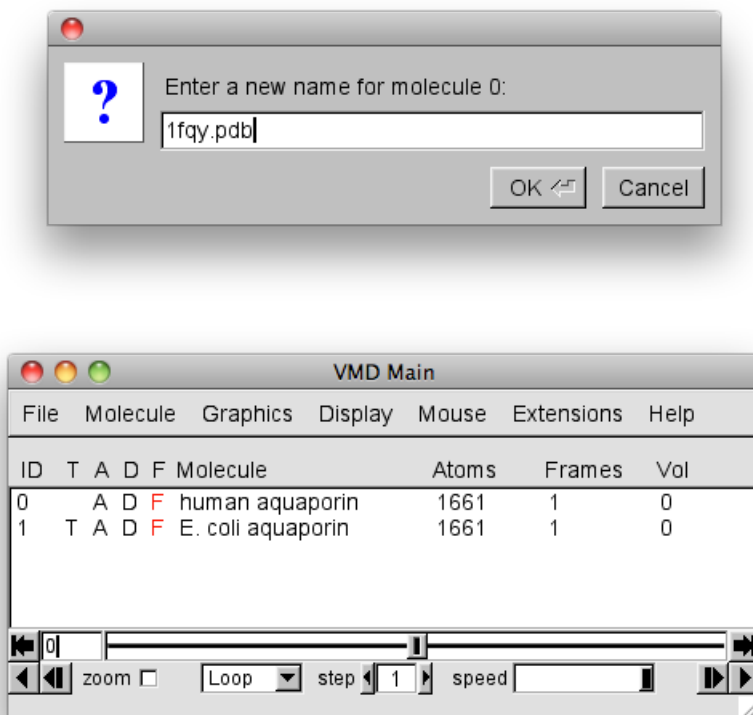 ?
Enter a new name for molecule 0:
1fqy.pdb
OK Cancel
VMD Main
File Molecule Graphics Display Mouse Extensions Help
ID T A D F Molecule Atoms Frames Vol
0 A D F human aquaporin 1661 1 0
1 T A D F E. coli aquaporin 1661 1 0
0
zoom Loop step 1 speed